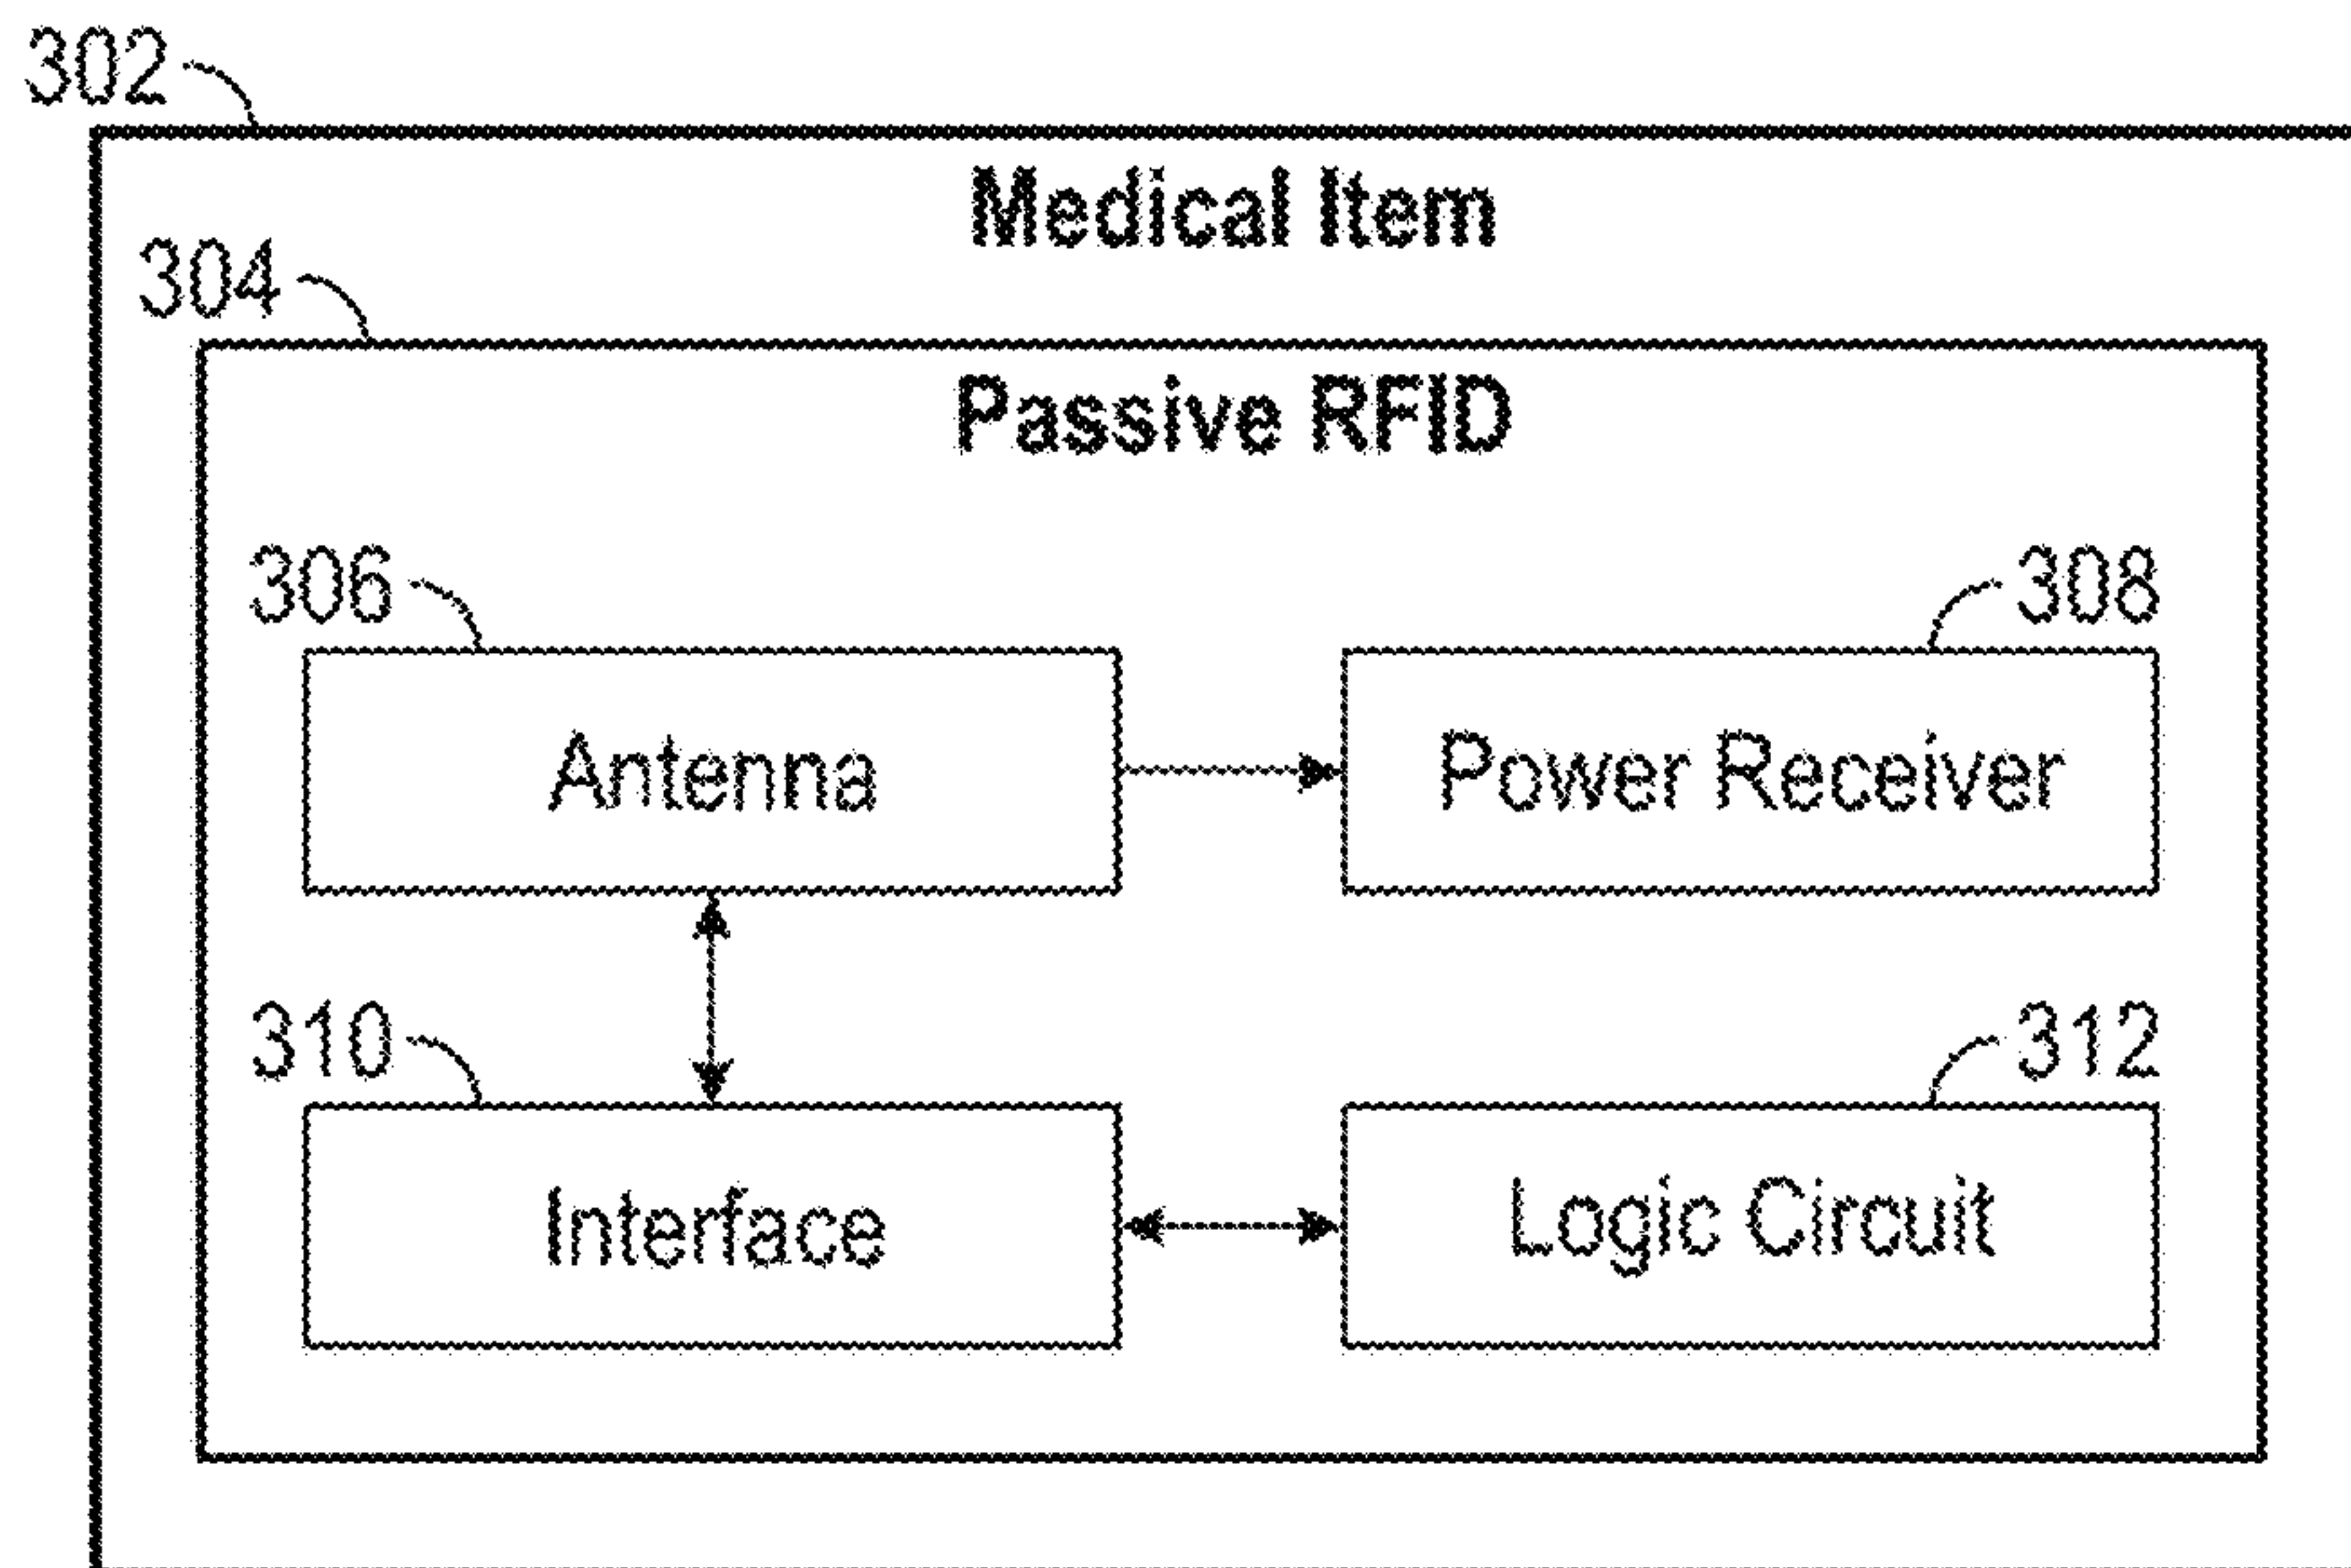 302
Medical Item
304
Passive RFID
306
308
Antenna
Power Receiver
310
312
Interface
Logic Circuit